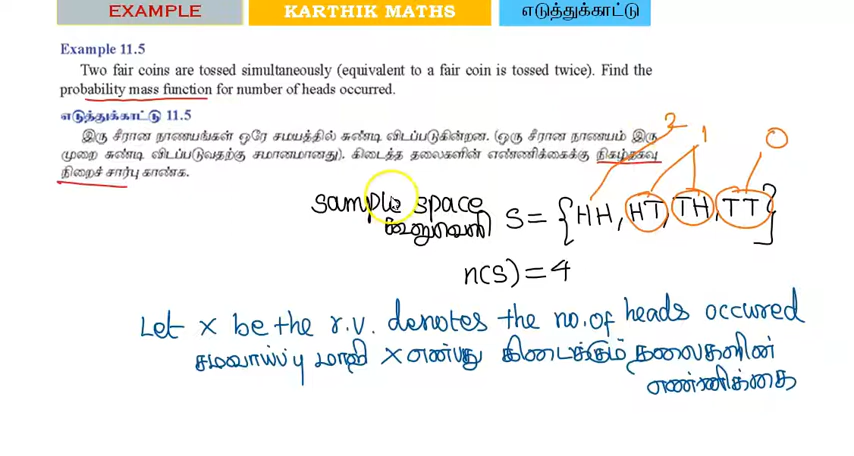 EXAMPLE
KARTHIK MATHS
எடுத்துக்காட்டு
Example 11.5
Two fair coins are tossed simultaneously (equivalent to a fair coin is tossed twice). Find the
probability mass function for number of heads occurred.
எடுத்துக்காட்டு 11.5
இரு சீரான நாணயங்கள் ஒரே சமயத்தில் சுண்டி விடப்படுகின்றன. (ஒரு சீரான நாணயம் இரு
முறை சுண்டி விடப்படுவதற்கு சமானமானது). கிடைத்த தலைகளின் எண்ணிக்கைக்கு நிகழ்தகவு
நிறைச் சார்பு காண்க.
2 1 0
sample space S = {HH, HT, TH, TT}
கூறுவெளி
n(S) = 4
Let X be the r.v. denotes the no. of heads occured
சமவாய்ப்பு மாறி X என்பது கிடைக்கும் தலைகளின்
எண்ணிக்கை